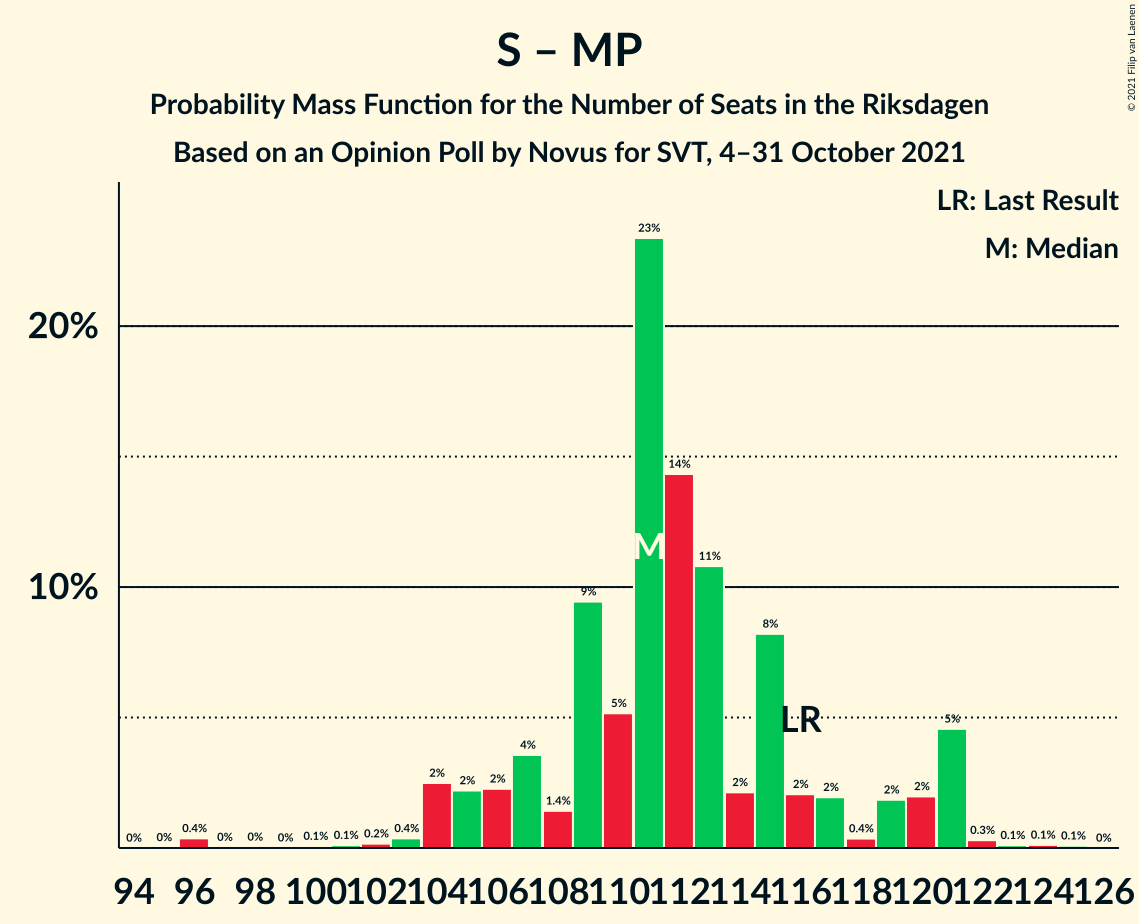 S – MP
Probability Mass Function for the Number of Seats in the Riksdagen
Based on an Opinion Poll by Novus for SVT, 4–31 October 2021
© 2021 Filip van Laenen
LR: Last Result
M: Median
20%
10%
0% 0% 0.4% 0% 0% 0% 0.1% 0.1% 0.2% 0.4% 2% 2% 2% 4% 1.4% 9% 5% 23% 14% 11% 2% 8% 2% 2% 0.4% 2% 2% 5% 0.3% 0.1% 0.1% 0.1% 0%
M
LR
94 96 98 100 102 104 106 108 110 112 114 116 118 120 122 124 126